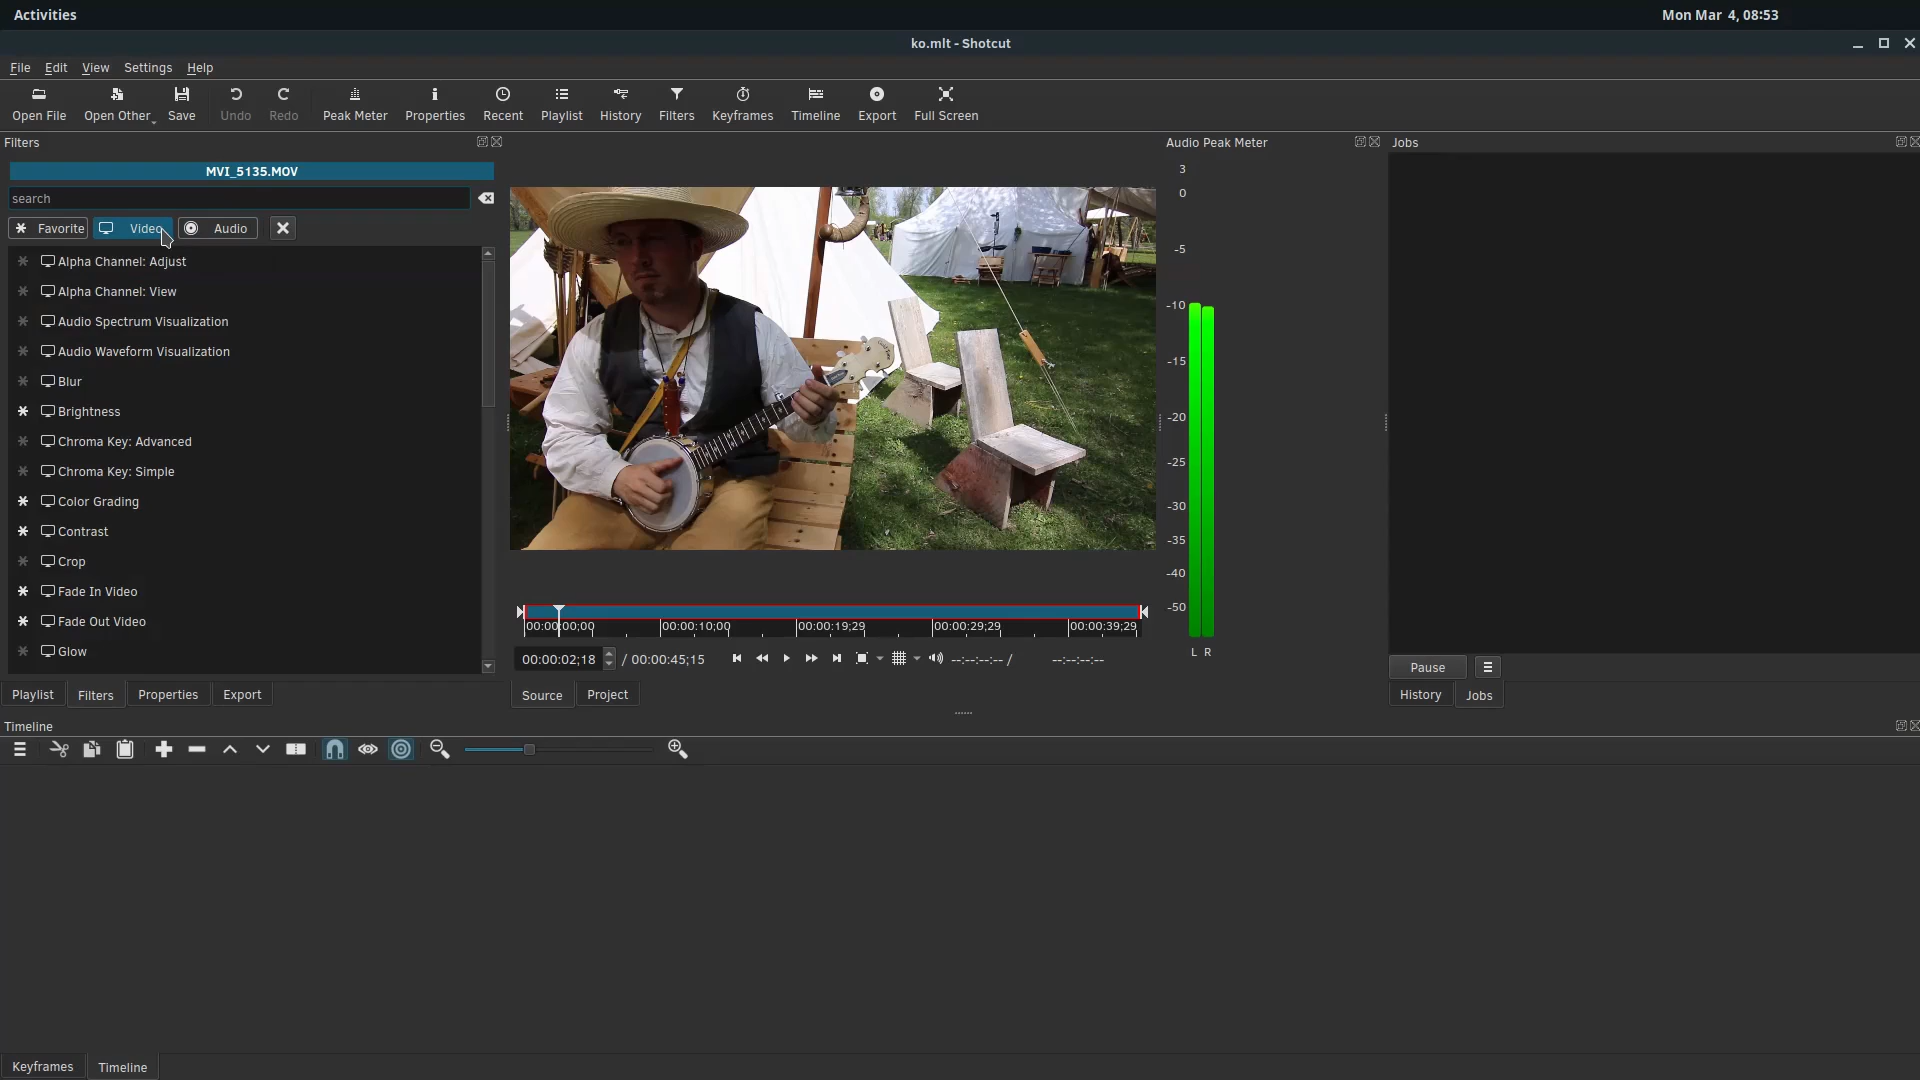 Activities
Mon Mar 4, 08:53
ko.mlt - Shotcut
File Edit View Settings Help
Open File Open Other Save Undo Redo Peak Meter Properties Recent Playlist History Filters Keyframes Timeline Export Full Screen
Filters
MVI_5135.MOV
search
Favorite Video Audio
Alpha Channel: Adjust
Alpha Channel: View
Audio Spectrum Visualization
Audio Waveform Visualization
Blur
Brightness
Chroma Key: Advanced
Chroma Key: Simple
Color Grading
Contrast
Crop
Fade In Video
Fade Out Video
Glow
Playlist Filters Properties Export
00:00:00;00 00:00:10;00 00:00:19;29 00:00:29;29 00:00:39;29
00:00:02;18 / 00:00:45;15 --:--:--:-- / --:--:--:--
Source Project
Audio Peak Meter
3
0
-5
-10
-15
-20
-25
-30
-35
-40
-50
L R
Jobs
Pause
History Jobs
Timeline
Keyframes Timeline